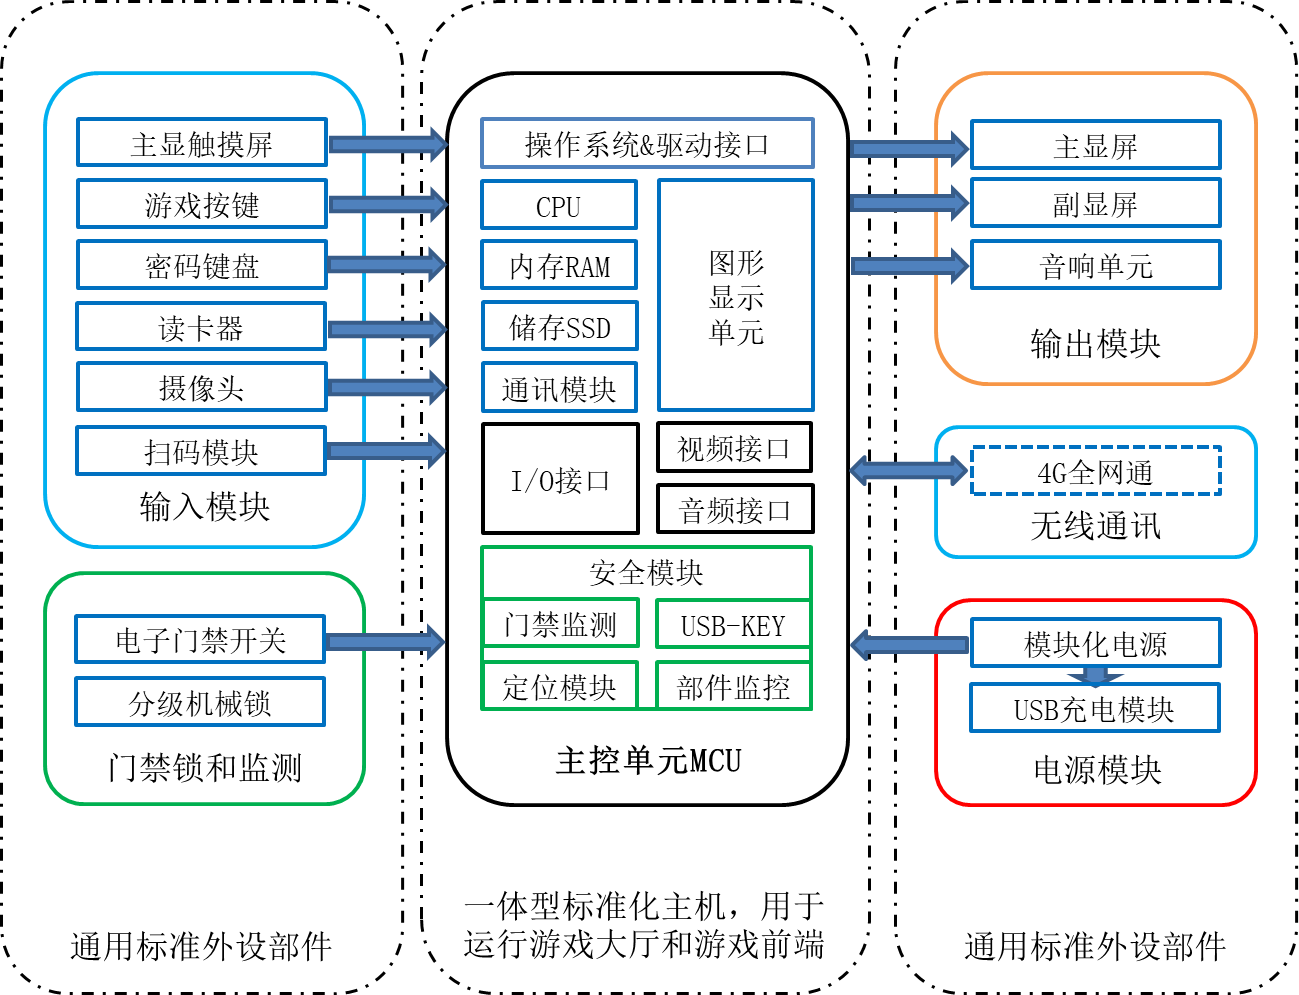 主显触摸屏
游戏按键
密码键盘
读卡器
摄像头
扫码模块
输入模块
电子门禁开关
分级机械锁
门禁锁和监测
通用标准外设部件
操作系统&驱动接口
CPU
内存RAM
储存SSD
通讯模块
图形
显示
单元
I/O接口
视频接口
音频接口
安全模块
门禁监测
USB-KEY
定位模块
部件监控
主控单元MCU
一体型标准化主机，用于
运行游戏大厅和游戏前端
主显屏
副显屏
音响单元
输出模块
4G全网通
无线通讯
模块化电源
USB充电模块
电源模块
通用标准外设部件